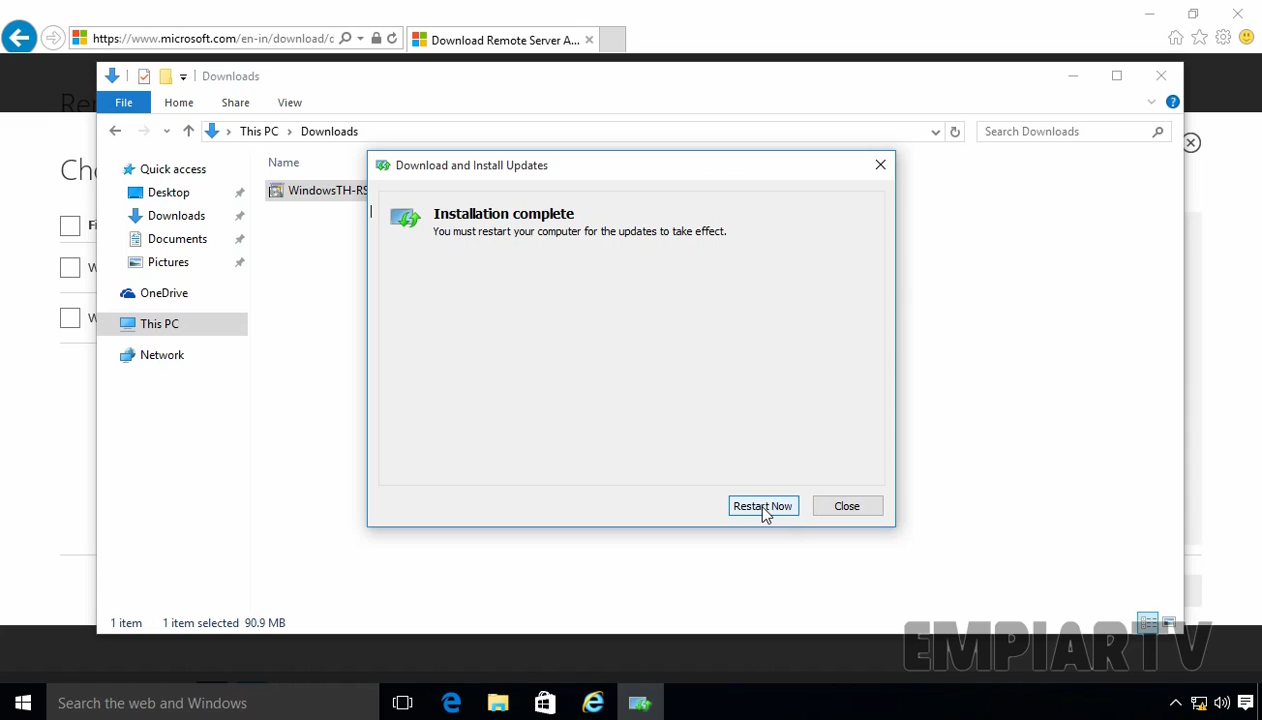 https://www.microsoft.com/en-in/download/c
Download Remote Server A...
Downloads
File
Home
Share
View
This PC
Downloads
Search Downloads
Name
Quick access
Desktop
Downloads
Documents
Pictures
OneDrive
This PC
Network
WindowsTH-RS
Download and Install Updates
Installation complete
You must restart your computer for the updates to take effect.
Restart Now
Close
1 item
1 item selected
90.9 MB
EMPIARTV
Search the web and Windows